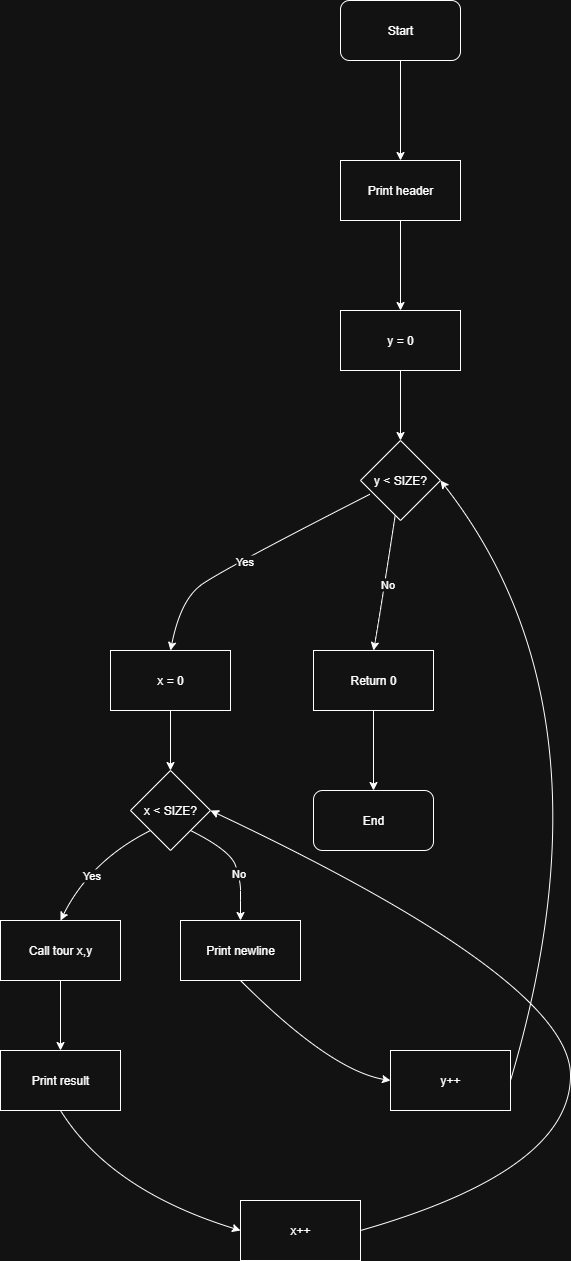 Start
Print header
y = 0
y < SIZE?
Yes
No
x = 0
Return 0
x < SIZE?
End
Yes
No
Call tour x,y
Print newline
Print result
y++
x++